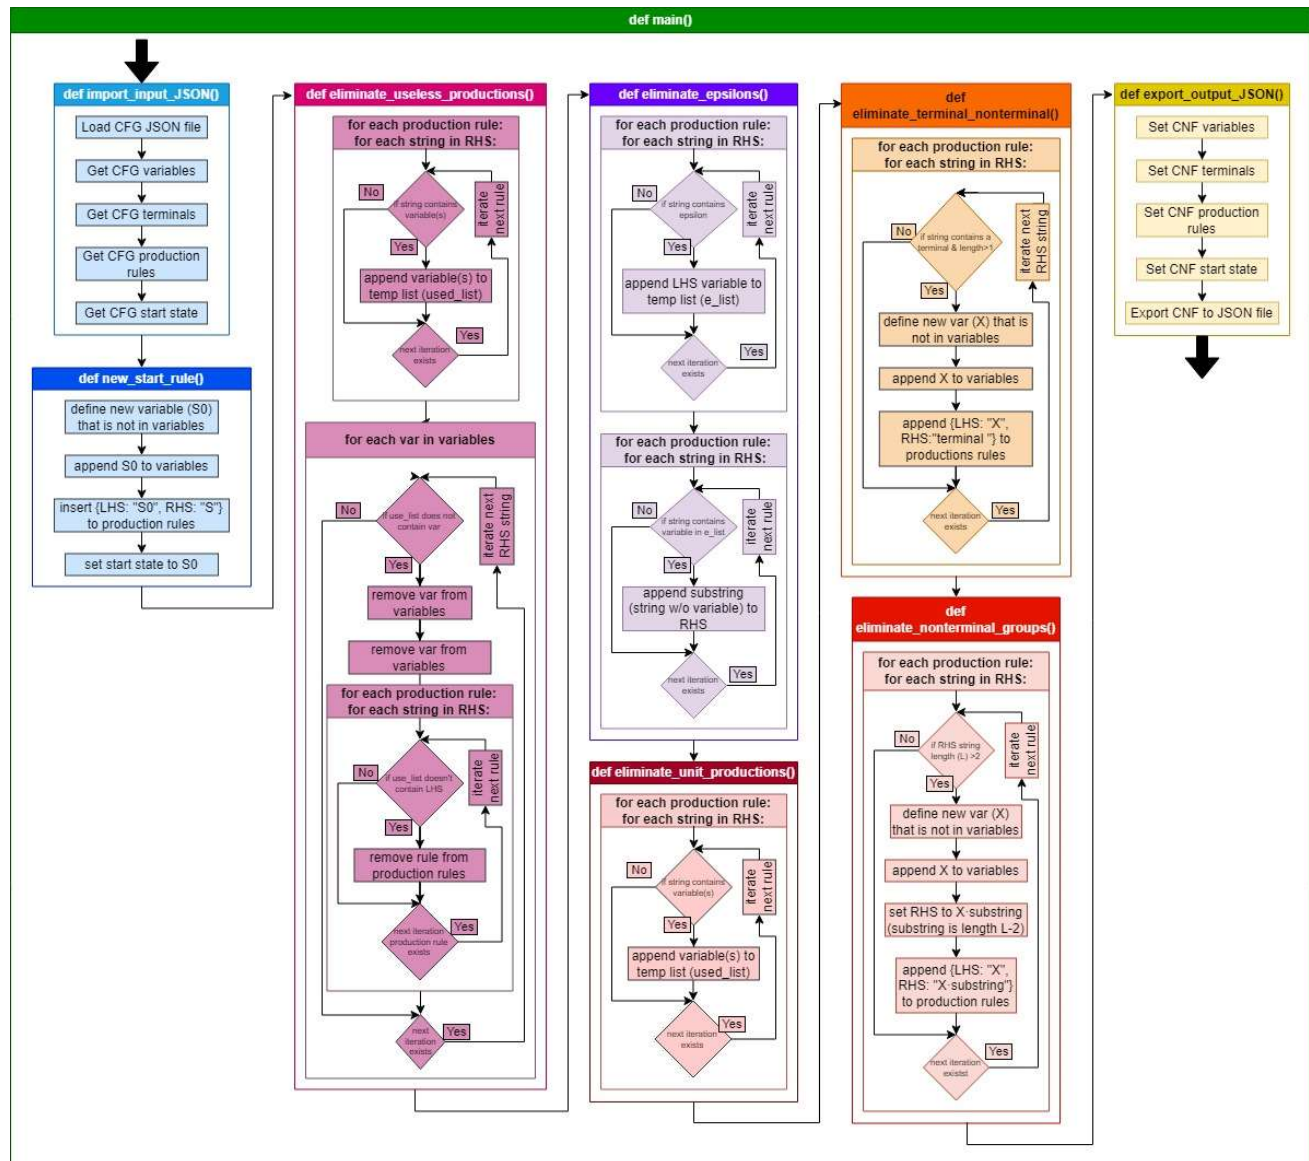 def main()
def import_input_JSON()
Load CFG JSON file
Get CFG variables
Get CFG terminals
Get CFG production
rules
Get CFG start state
def new_start_rule()
define new variable (S0)
that is not in variables
append S0 to variables
insert {LHS: "S0", RHS: "S"}
to production rules
set start state to S0
def eliminate_useless_productions()
for each production rule:
for each string in RHS:
No
if string contains
variable(s)
iterate
next rule
Yes
append variable(s) to
temp list (used_list)
Yes
next iteration
exists
for each var in variables
No
if use_list does not
contain var
iterate next
RHS string
Yes
remove var from
variables
remove var from
variables
for each production rule:
for each string in RHS:
No
if use_list doesn't
contain LHS
iterate
next rule
Yes
remove rule from
production rules
next iteration
production rule
exists
Yes
next
iteration
exists
Yes
def eliminate_epsilons()
for each production rule:
for each string in RHS:
No
if string contains
epsilon
iterate
next rule
Yes
append LHS variable to
temp list (e_list)
Yes
next iteration
exists
for each production rule:
for each string in RHS:
No
if string contains
variable in e_list
iterate
next rule
Yes
append substring
(string w/o variable) to
RHS
Yes
next iteration
exists
def eliminate_unit_productions()
for each production rule:
for each string in RHS:
No
if string contains
variable(s)
iterate
next rule
Yes
append variable(s) to
temp list (used_list)
Yes
next iteration
exists
def
eliminate_terminal_nonterminal()
for each production rule:
for each string in RHS:
No
if string contains a
terminal & length>1
iterate next
RHS string
Yes
define new var (X) that is
not in variables
append X to variables
append {LHS: "X",
RHS:"terminal "} to
productions rules
next iteration
exists
Yes
def
eliminate_nonterminal_groups()
for each production rule:
for each string in RHS:
No
if RHS string
length (L) >2
iterate
next rule
Yes
define new var (X)
that is not in variables
append X to variables
set RHS to X·substring
(substring is length L-2)
append {LHS: "X",
RHS: "X·substring"}
to production rules
Yes
next iteration
existst
def export_output_JSON()
Set CNF variables
Set CNF terminals
Set CNF production
rules
Set CNF start state
Export CNF to JSON file